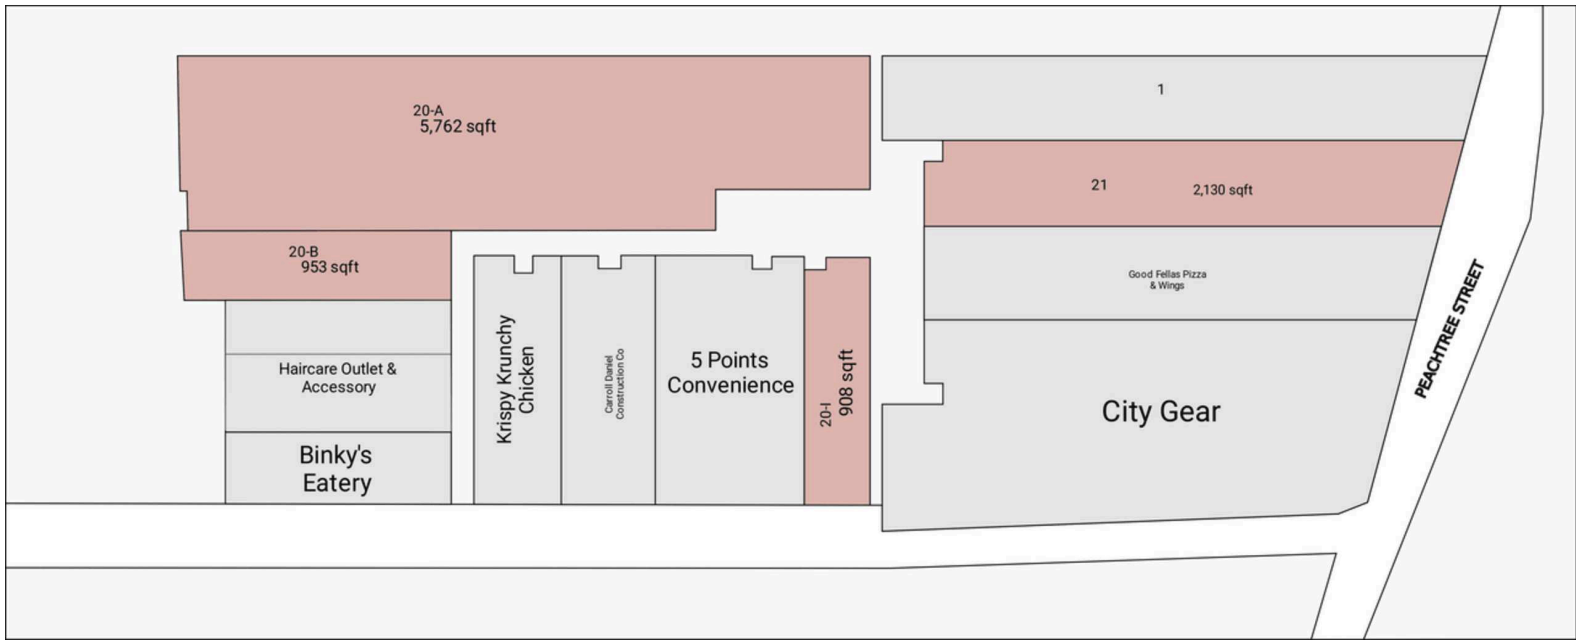 20-A
5,762 sqft
1
21
2,130 sqft
20-B
953 sqft
Good Fellas Pizza
& Wings
PEACHTREE STREET
Haircare Outlet &
Accessory
Krispy Krunchy
Chicken
Carroll Daniel
Construction Co
5 Points
Convenience
20-I
908 sqft
City Gear
Binky's
Eatery